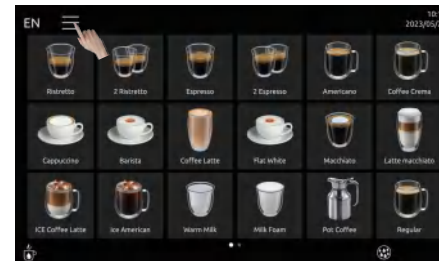 EN
10:
2023/05/
Ristretto 2 Ristretto Espresso 2 Espresso Americano Coffee Crema
Cappuccino Barista Coffee Latte Flat White Macchiato Latte macchiato
ICE Coffee Latte Ice American Warm Milk Milk Foam Pot Coffee Regular